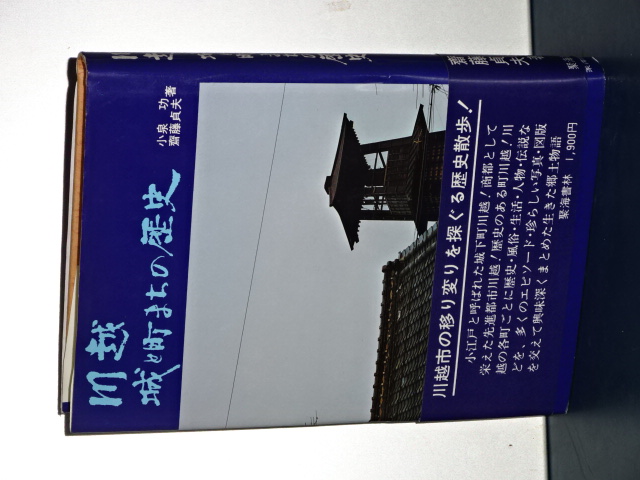 川越
城と町まちの歴史
小泉 功 著
齋藤貞夫
川越市の移り変りを探ぐる歴史散歩!
小江戸と呼ばれた城下町川越!商都として
栄えた先進都市川越!歴史のある町川越!川
越の各町ごとに歴史・風俗・生活・人物・伝説な
どを、多くのエピソード・珍らしい写真・図版
を交えて興味深くまとめた生きた郷土物語
聚海書林 1,900円
齋藤貞夫